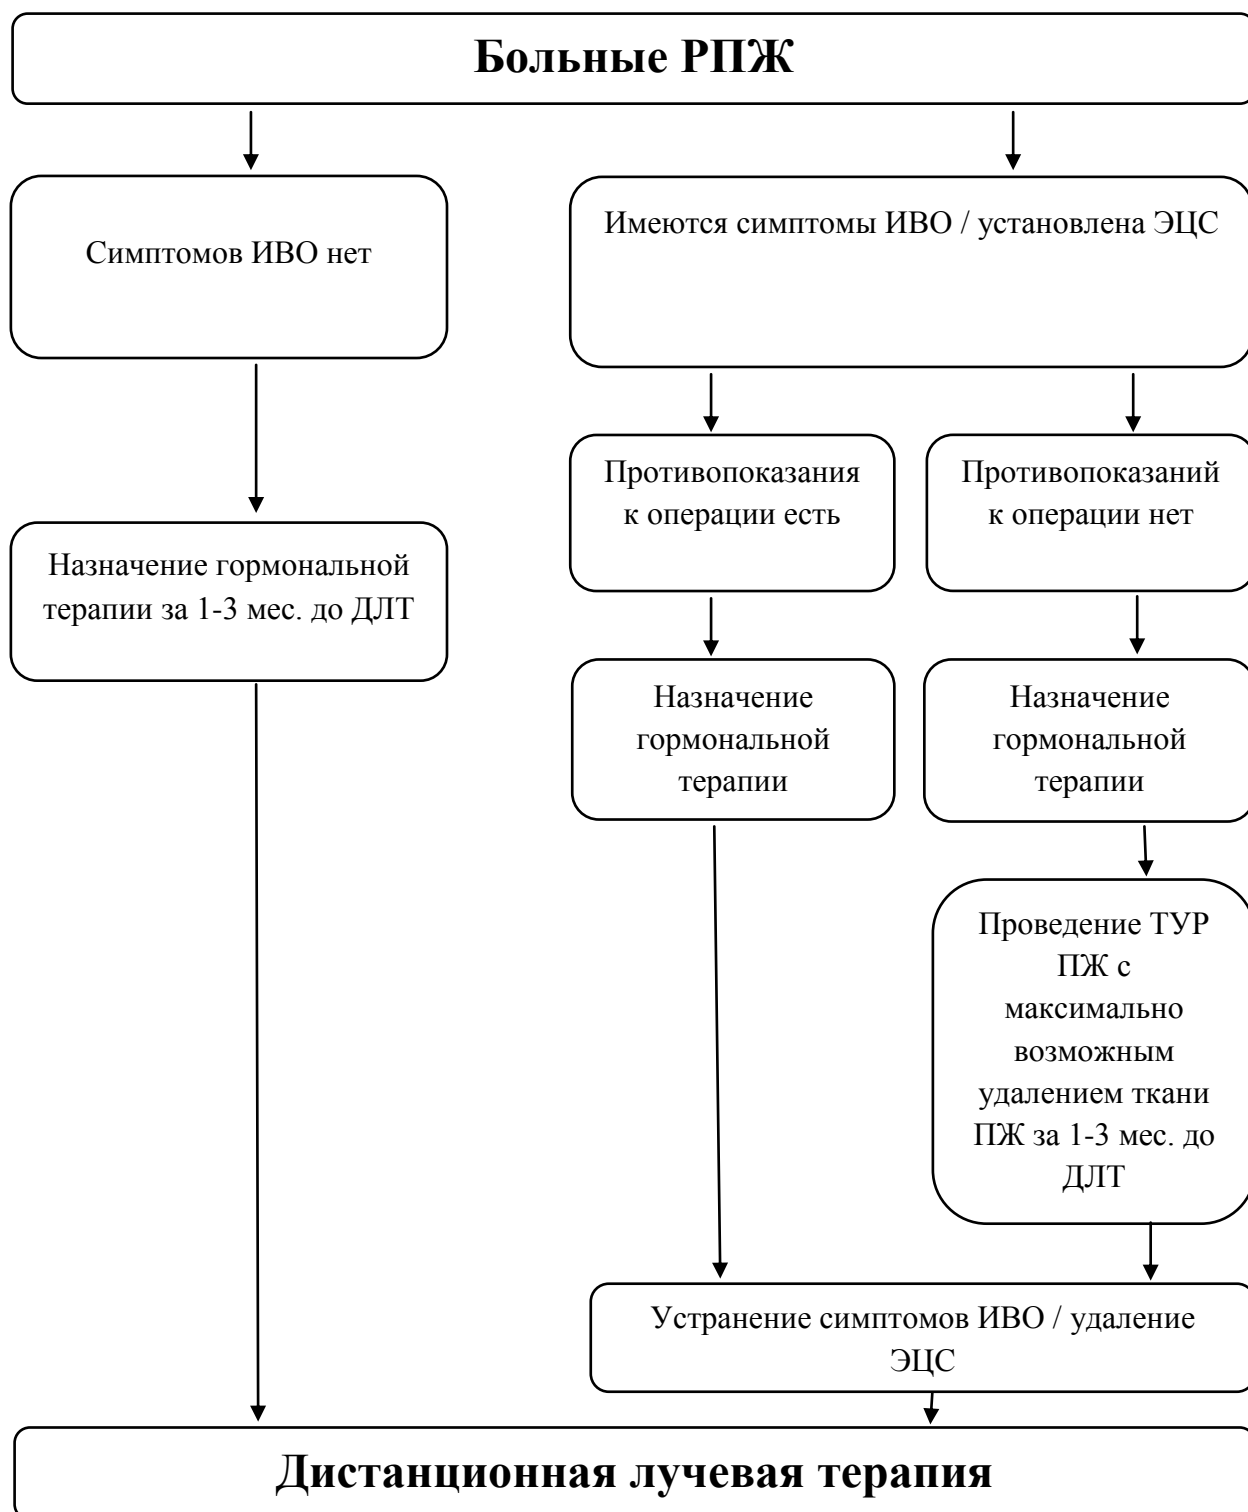 Больные РПЖ
Симптомов ИВО нет
Имеются симптомы ИВО / установлена ЭЦС
Противопоказания
к операции есть
Противопоказаний
к операции нет
Назначение гормональной
терапии за 1-3 мес. до ДЛТ
Назначение
гормональной
терапии
Назначение
гормональной
терапии
Проведение ТУР
ПЖ с
максимально
возможным
удалением ткани
ПЖ за 1-3 мес. до
ДЛТ
Устранение симптомов ИВО / удаление
ЭЦС
Дистанционная лучевая терапия